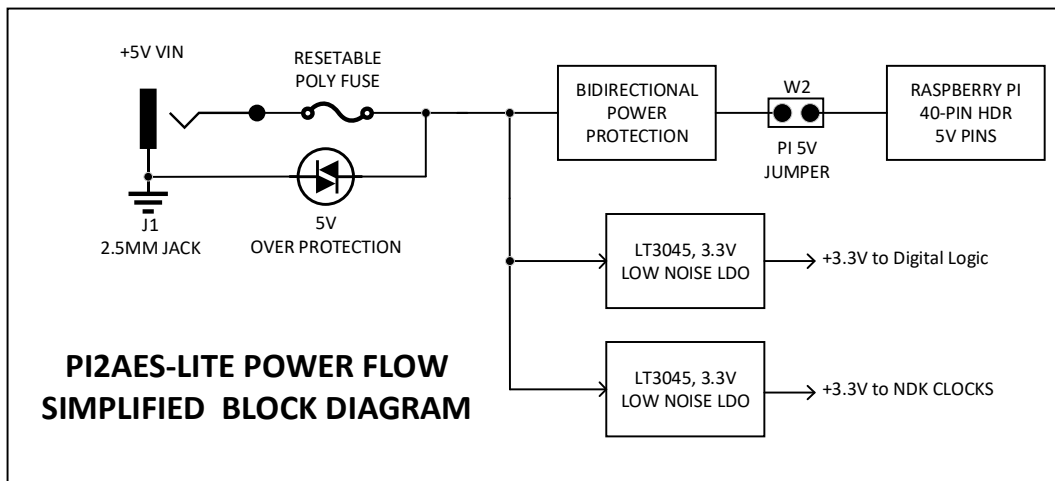 +5V VIN
RESETABLE
POLY FUSE
BIDIRECTIONAL
POWER
PROTECTION
W2
PI 5V
JUMPER
RASPBERRY PI
40-PIN HDR
5V PINS
J1
2.5MM JACK
5V
OVER PROTECTION
LT3045, 3.3V
LOW NOISE LDO
+3.3V to Digital Logic
LT3045, 3.3V
LOW NOISE LDO
+3.3V to NDK CLOCKS
PI2AES-LITE POWER FLOW
SIMPLIFIED BLOCK DIAGRAM